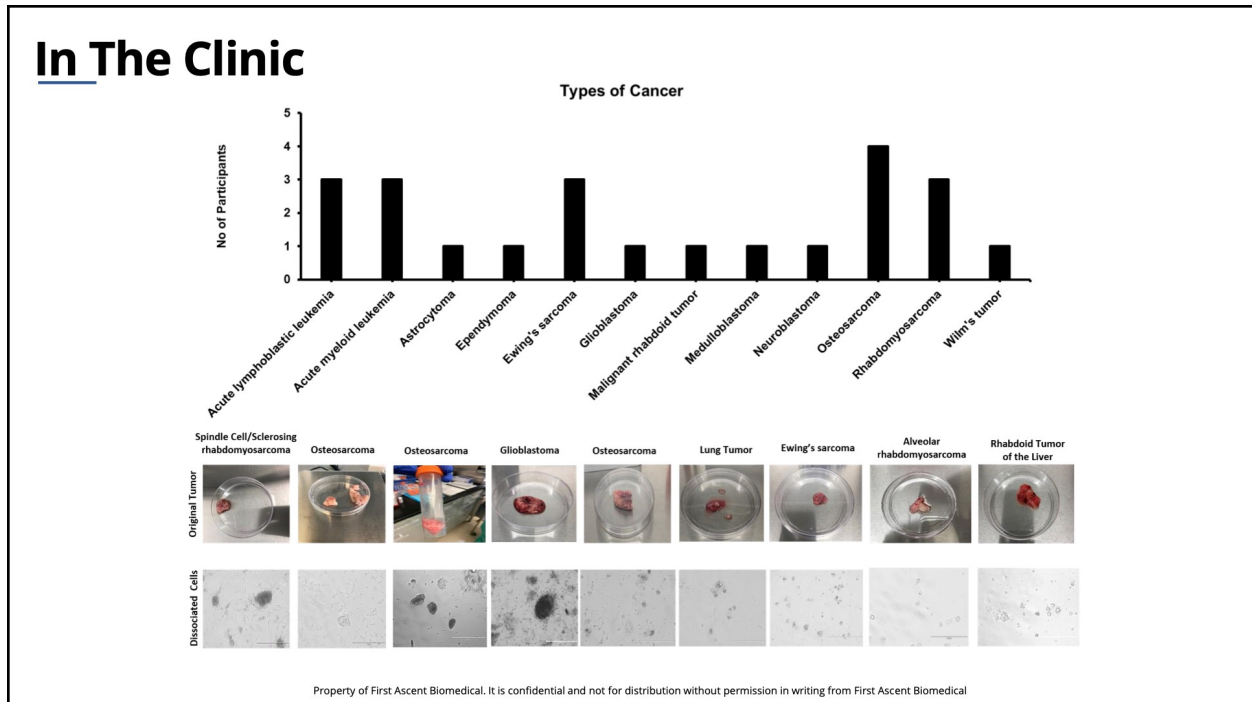 In The Clinic
Types of Cancer
No of Participants
5
4
3
2
1
0
Acute lymphoblastic leukemia
Acute myeloid leukemia
Astrocytoma
Ependymoma
Ewing's sarcoma
Glioblastoma
Malignant rhabdoid tumor
Medulloblastoma
Neuroblastoma
Osteosarcoma
Rhabdomyosarcoma
Wilm's tumor
Spindle Cell/Sclerosing
rhabdomyosarcoma
Osteosarcoma
Osteosarcoma
Glioblastoma
Osteosarcoma
Lung Tumor
Ewing's sarcoma
Alveolar
rhabdomyosarcoma
Rhabdoid Tumor
of the Liver
Original Tumor
Dissociated Cells
Property of First Ascent Biomedical. It is confidential and not for distribution without permission in writing from First Ascent Biomedical